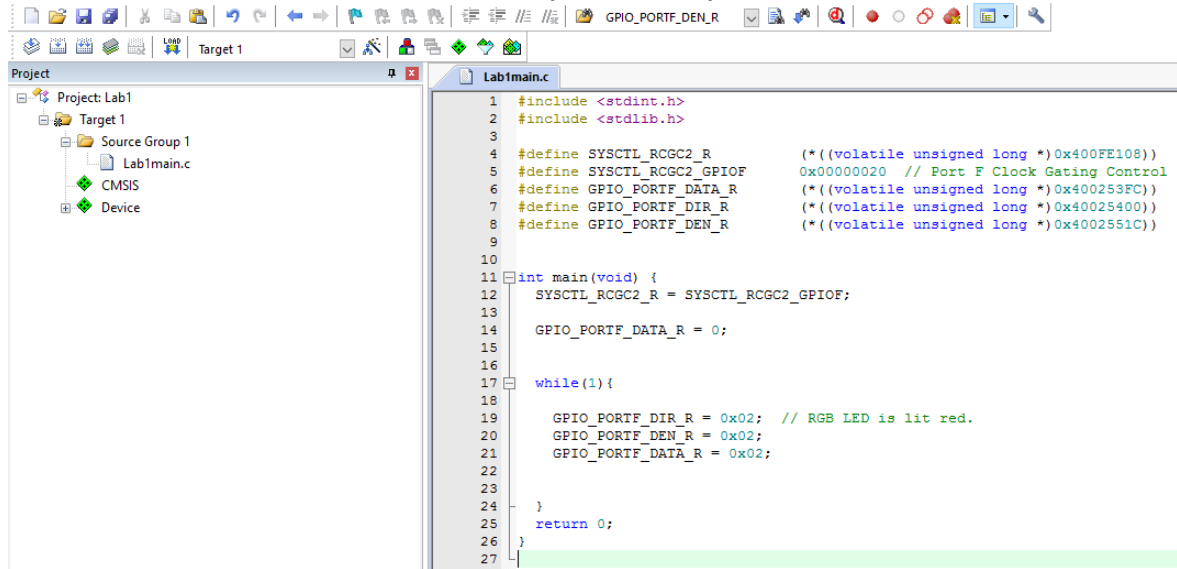 GPIO_PORTF_DEN_R
LOAD
Target 1
Project
Project: Lab1
Target 1
Source Group 1
Lab1main.c
CMSIS
Device
Lab1main.c
1 #include <stdint.h>
2 #include <stdlib.h>
3
4 #define SYSCTL_RCGC2_R (*((volatile unsigned long *)0x400FE108))
5 #define SYSCTL_RCGC2_GPIOF 0x00000020 // Port F Clock Gating Control
6 #define GPIO_PORTF_DATA_R (*((volatile unsigned long *)0x400253FC))
7 #define GPIO_PORTF_DIR_R (*((volatile unsigned long *)0x40025400))
8 #define GPIO_PORTF_DEN_R (*((volatile unsigned long *)0x4002551C))
9
10
11 int main(void) {
12 SYSCTL_RCGC2_R = SYSCTL_RCGC2_GPIOF;
13
14 GPIO_PORTF_DATA_R = 0;
15
16
17 while(1){
18
19 GPIO_PORTF_DIR_R = 0x02; // RGB LED is lit red.
20 GPIO_PORTF_DEN_R = 0x02;
21 GPIO_PORTF_DATA_R = 0x02;
22
23
24 }
25 return 0;
26 }
27